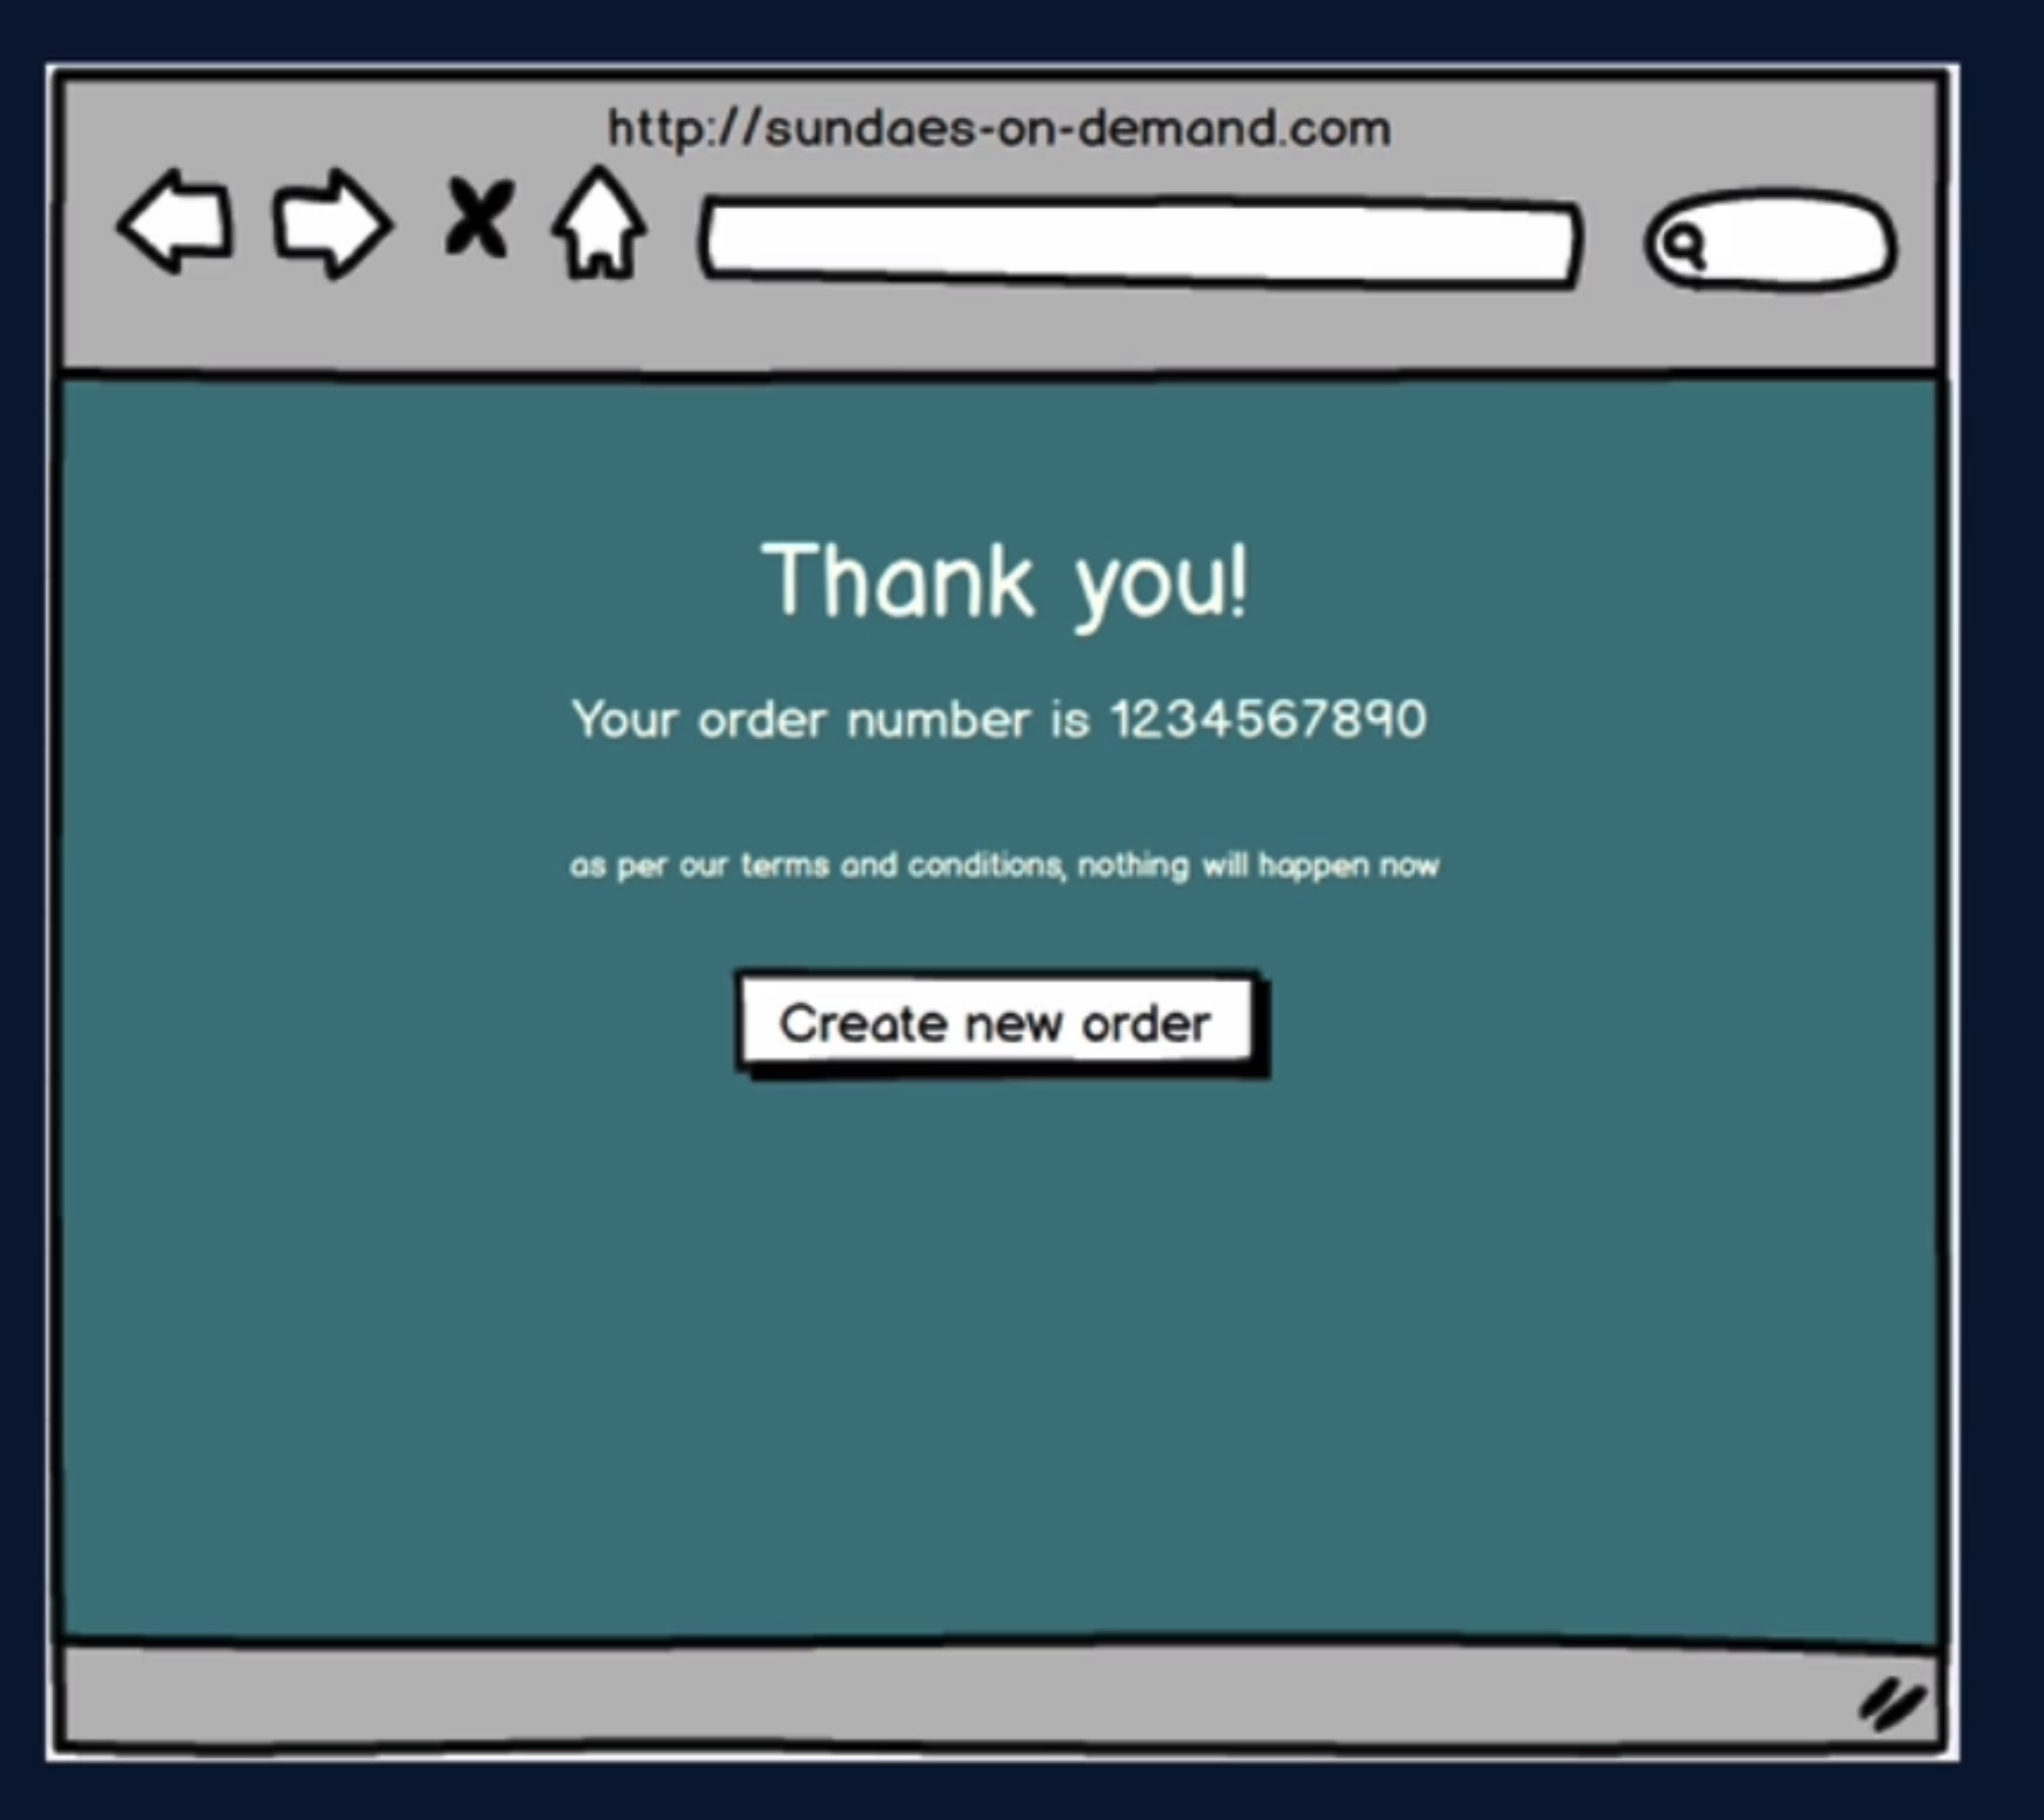 http://sundaes-on-demand.com
Thank you!
Your order number is 1234567890
as per our terms and conditions, nothing will happen now
Create new order